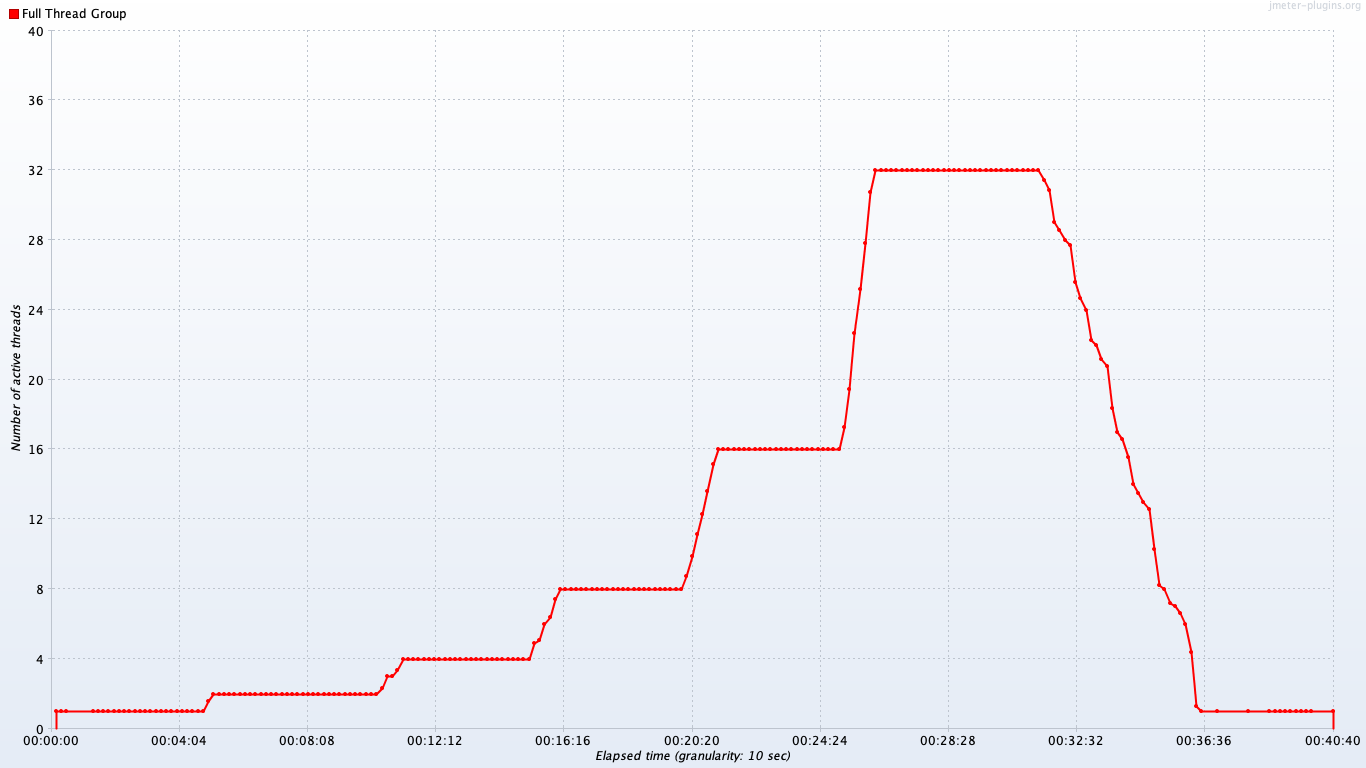 Full Thread Group
jmeter-plugins.org
40
36
32
28
24
20
16
12
8
4
0
Number of active threads
00:00:00 00:04:04 00:08:08 00:12:12 00:16:16 00:20:20 00:24:24 00:28:28 00:32:32 00:36:36 00:40:40
Elapsed time (granularity: 10 sec)